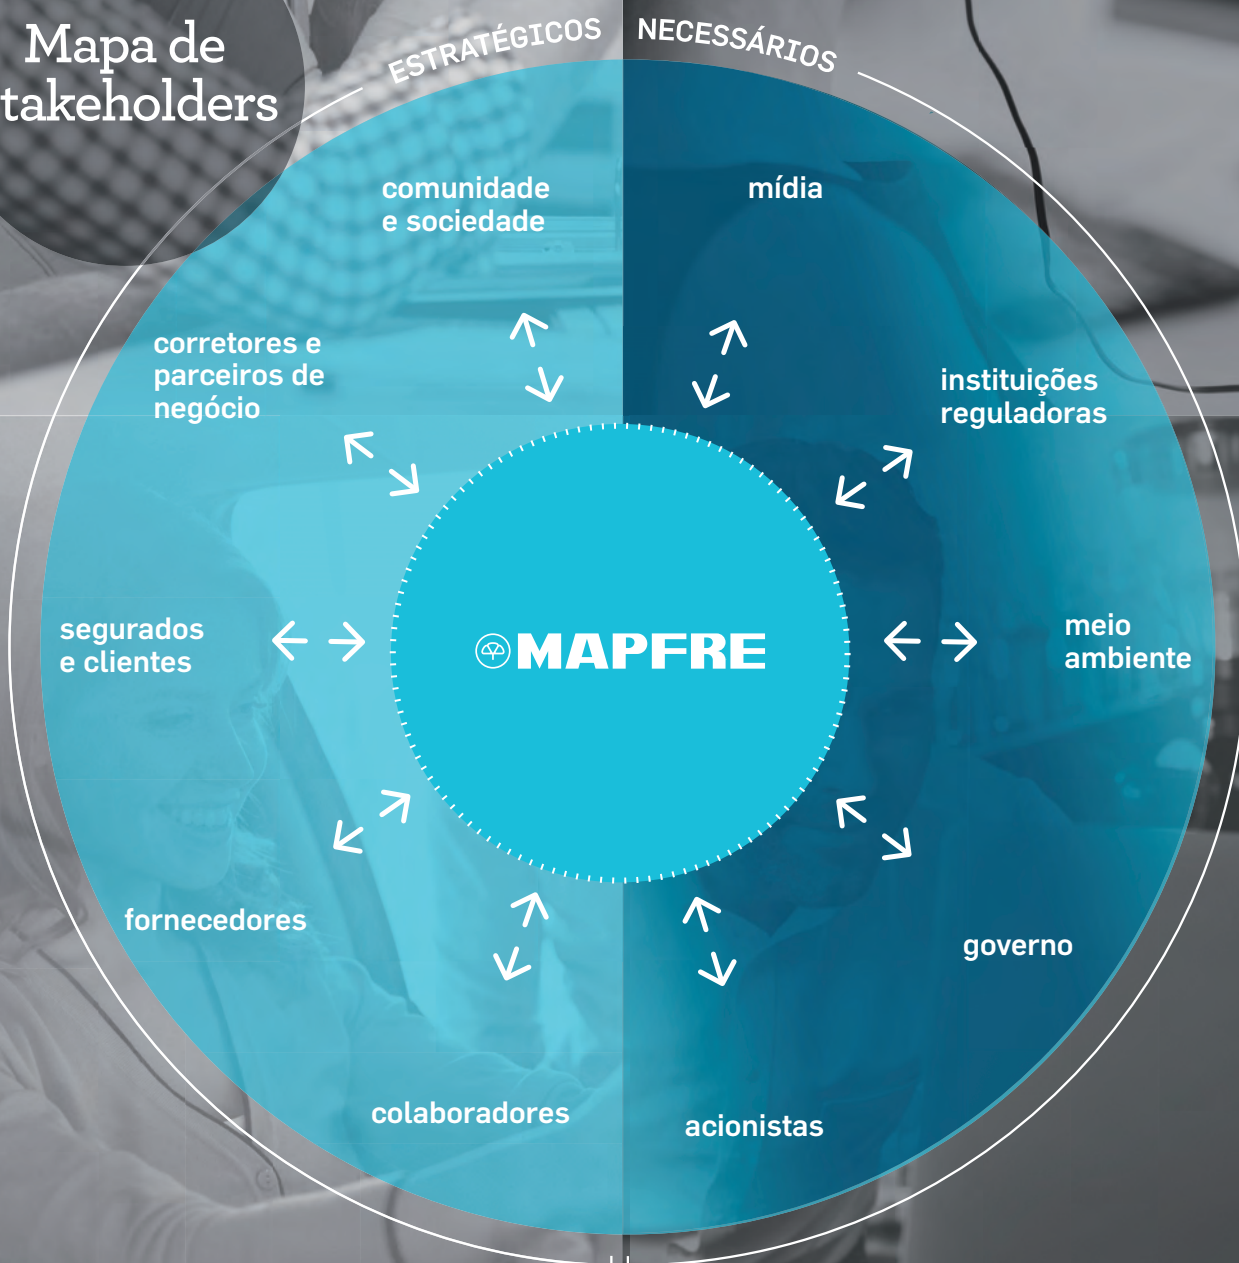 Mapa de
takeholders
ESTRATÉGICOS
NECESSÁRIOS
comunidade
e sociedade
mídia
corretores e
parceiros de
negócio
instituições
reguladoras
segurados
e clientes
MAPFRE
meio
ambiente
fornecedores
governo
colaboradores
acionistas